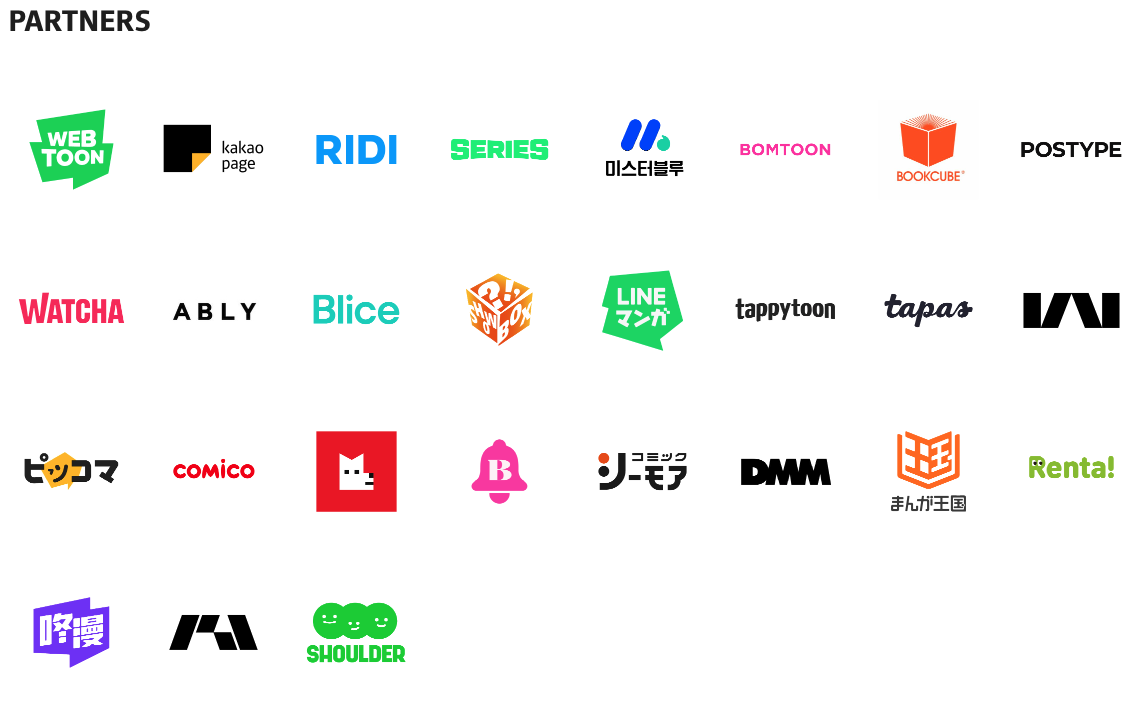 PARTNERS
WEB
TOON
kakao
page
RIDI
SERIES
미스터블루
BOMTOON
BOOKCUBE®
POSTYPE
WATCHA
ABLY
Blice
?!
SHOWBOX
LINE
マンガ
tappytoon
tapas
ピッコマ
comico
B
コミック
シーモア
DMM
まんが王国
Renta!
咚漫
SHOULDER